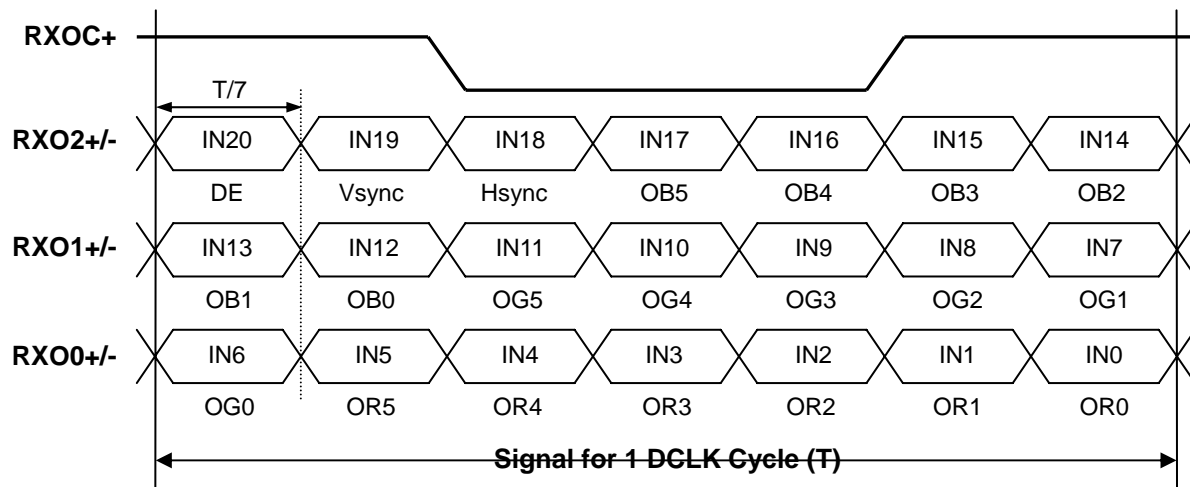 RXOC+
T/7
RXO2+/- IN20 IN19 IN18 IN17 IN16 IN15 IN14
DE Vsync Hsync OB5 OB4 OB3 OB2
RXO1+/- IN13 IN12 IN11 IN10 IN9 IN8 IN7
OB1 OB0 OG5 OG4 OG3 OG2 OG1
RXO0+/- IN6 IN5 IN4 IN3 IN2 IN1 IN0
OG0 OR5 OR4 OR3 OR2 OR1 OR0
Signal for 1 DCLK Cycle (T)